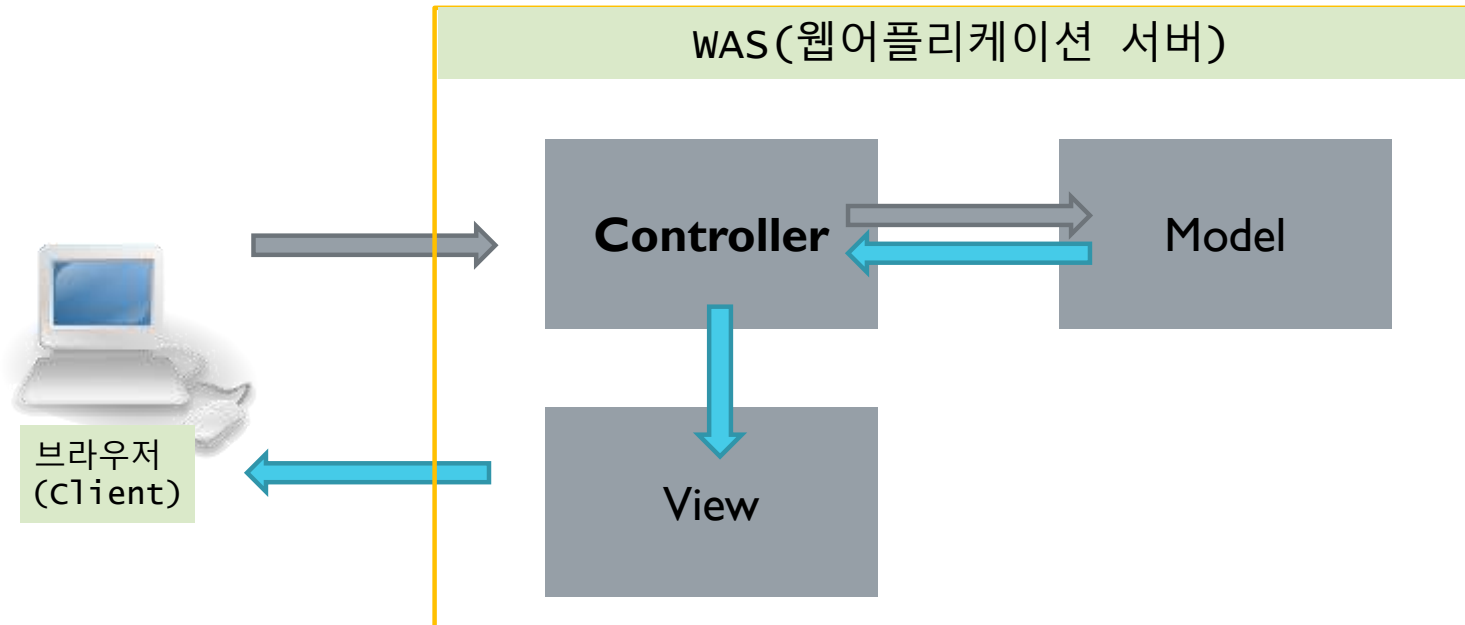 WAS(웹어플리케이션 서버)
Controller
Model
브라우저
(Client)
View